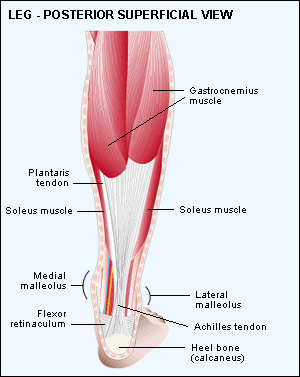 LEG - POSTERIOR SUPERFICIAL VIEW
Gastrocnemius
muscle
Plantaris
tendon
Soleus muscle
Soleus muscle
Medial
malleolus
Lateral
malleolus
Flexor
retinaculum
Achilles tendon
Heel bone
(calcaneus)